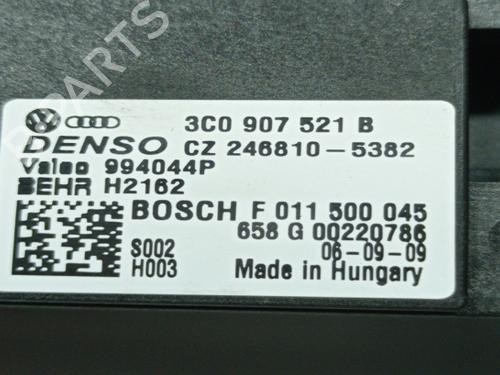 B PARTS
3C0 907 521 B
DENSO CZ 246810-5382
Valeo 994044P
BEHR H2162
BOSCH F 011 500 045
658 G 00220786
S002 06-09-09
H003 Made in Hungary